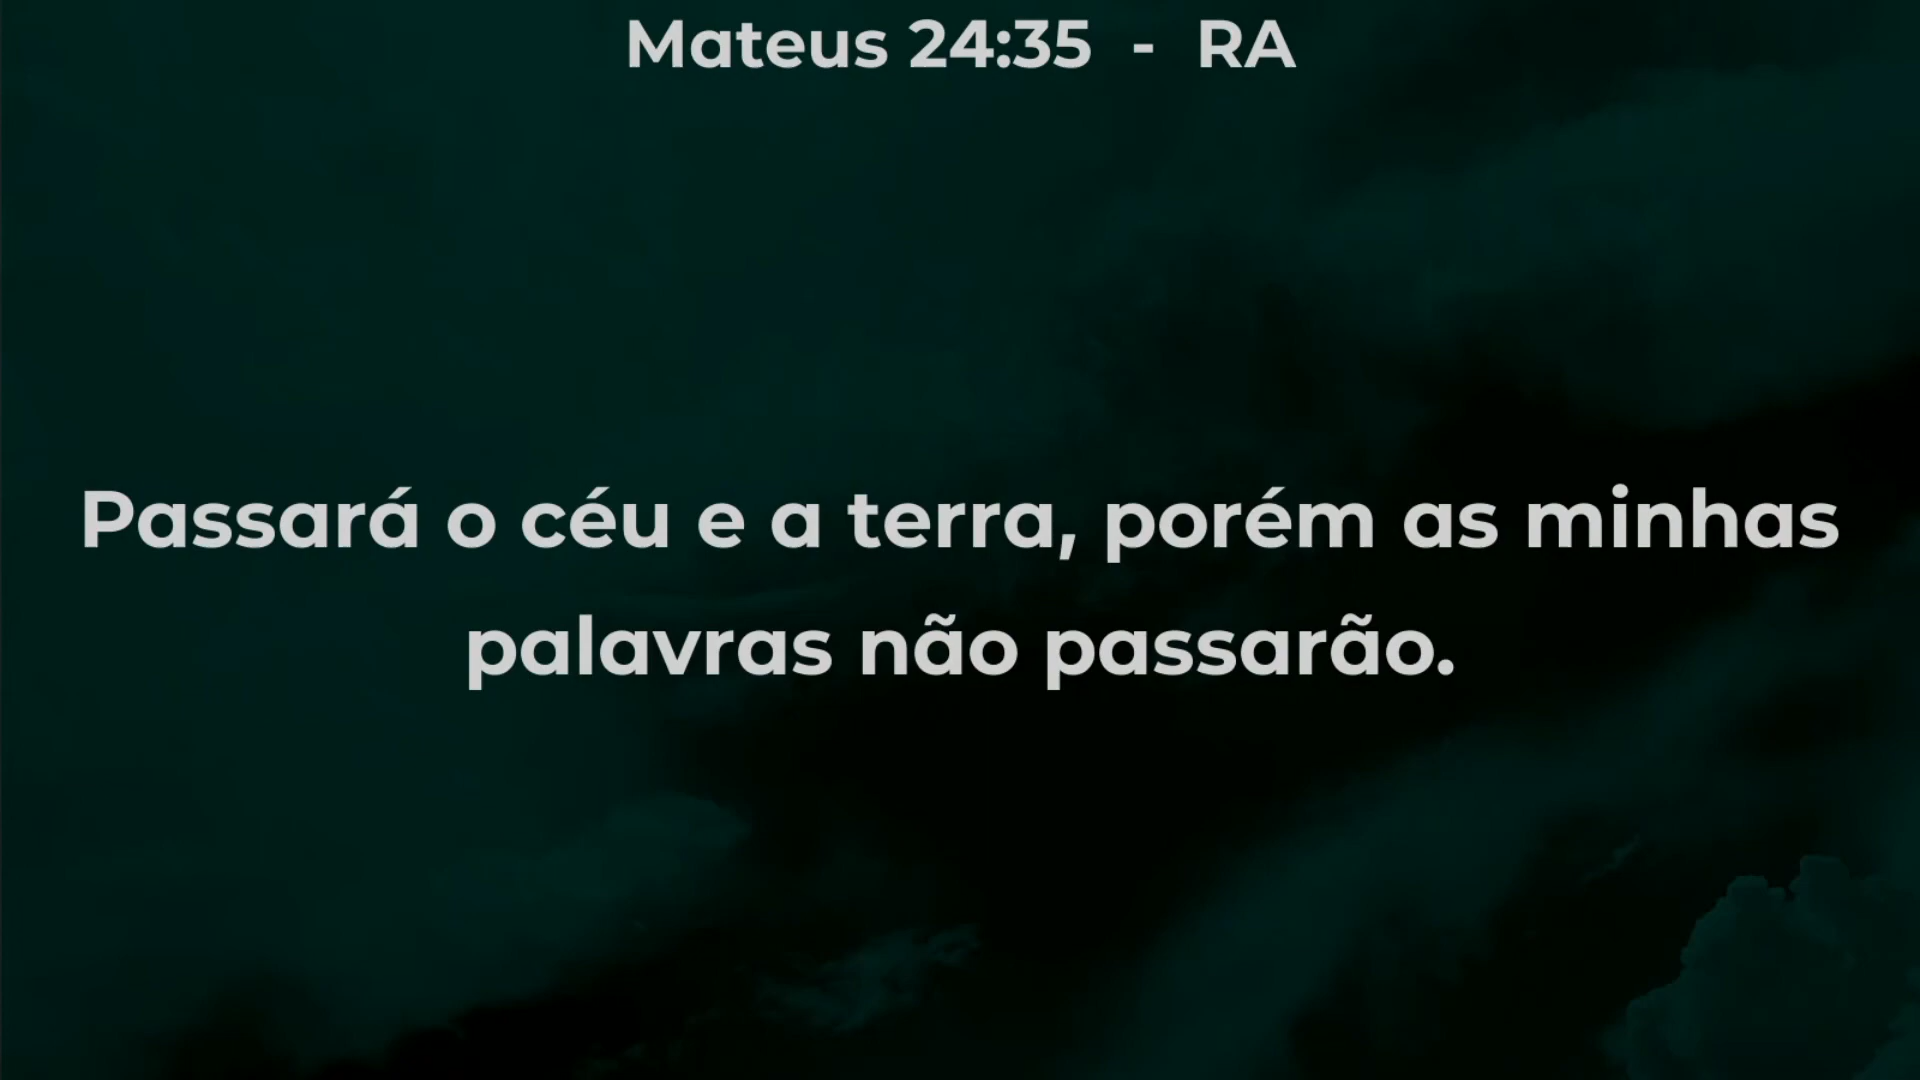 Mateus 24:35 - RA
Passará o céu e a terra, porém as minhas
palavras não passarão.